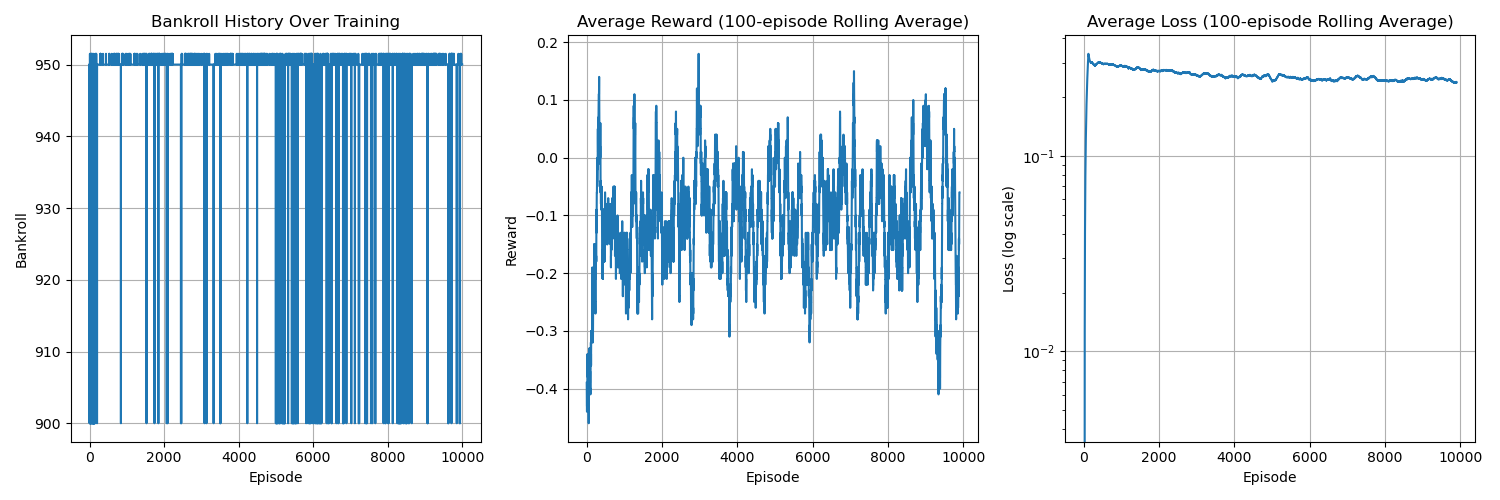 Bankroll History Over Training
Bankroll
950
940
930
920
910
900
0 2000 4000 6000 8000 10000
Episode
Average Reward (100-episode Rolling Average)
Reward
0.2
0.1
0.0
−0.1
−0.2
−0.3
−0.4
0 2000 4000 6000 8000 10000
Episode
Average Loss (100-episode Rolling Average)
Loss (log scale)
10⁻¹
10⁻²
0 2000 4000 6000 8000 10000
Episode